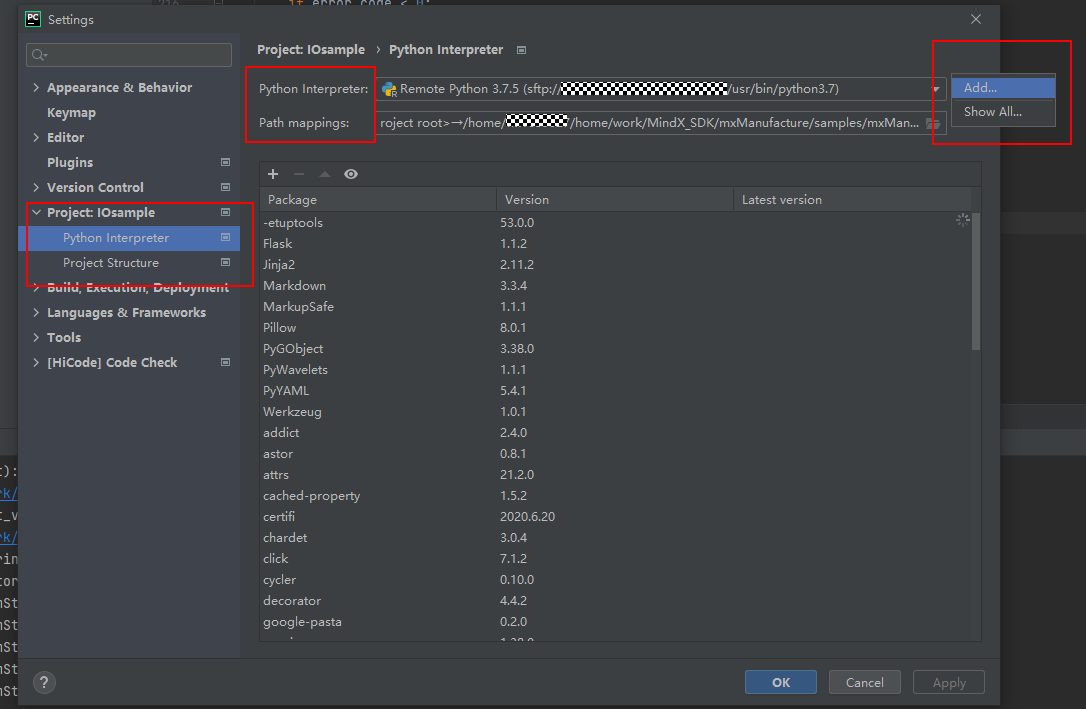 216 if error_code < 0:
PC Settings
Project: IOsample › Python Interpreter
Appearance & Behavior
Keymap
Editor
Plugins
Version Control
Project: IOsample
Python Interpreter
Project Structure
Build, Execution, Deployment
Languages & Frameworks
Tools
[HiCode] Code Check
Python Interpreter: Remote Python 3.7.5 (sftp:// /usr/bin/python3.7)
Path mappings: roject root>→/home/ /home/work/MindX_SDK/mxManufacture/samples/mxMan...
Add...
Show All...
Package Version Latest version
-etuptools 53.0.0
Flask 1.1.2
Jinja2 2.11.2
Markdown 3.3.4
MarkupSafe 1.1.1
Pillow 8.0.1
PyGObject 3.38.0
PyWavelets 1.1.1
PyYAML 5.4.1
Werkzeug 1.0.1
addict 2.4.0
astor 0.8.1
attrs 21.2.0
cached-property 1.5.2
certifi 2020.6.20
chardet 3.0.4
click 7.1.2
cycler 0.10.0
decorator 4.4.2
google-pasta 0.2.0
? OK Cancel Apply